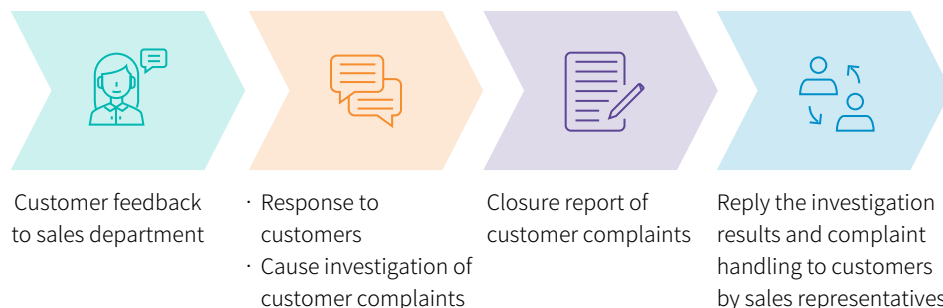 Customer feedback
to sales department
· Response to
customers
· Cause investigation of
customer complaints
Closure report of
customer complaints
Reply the investigation
results and complaint
handling to customers
by sales representatives